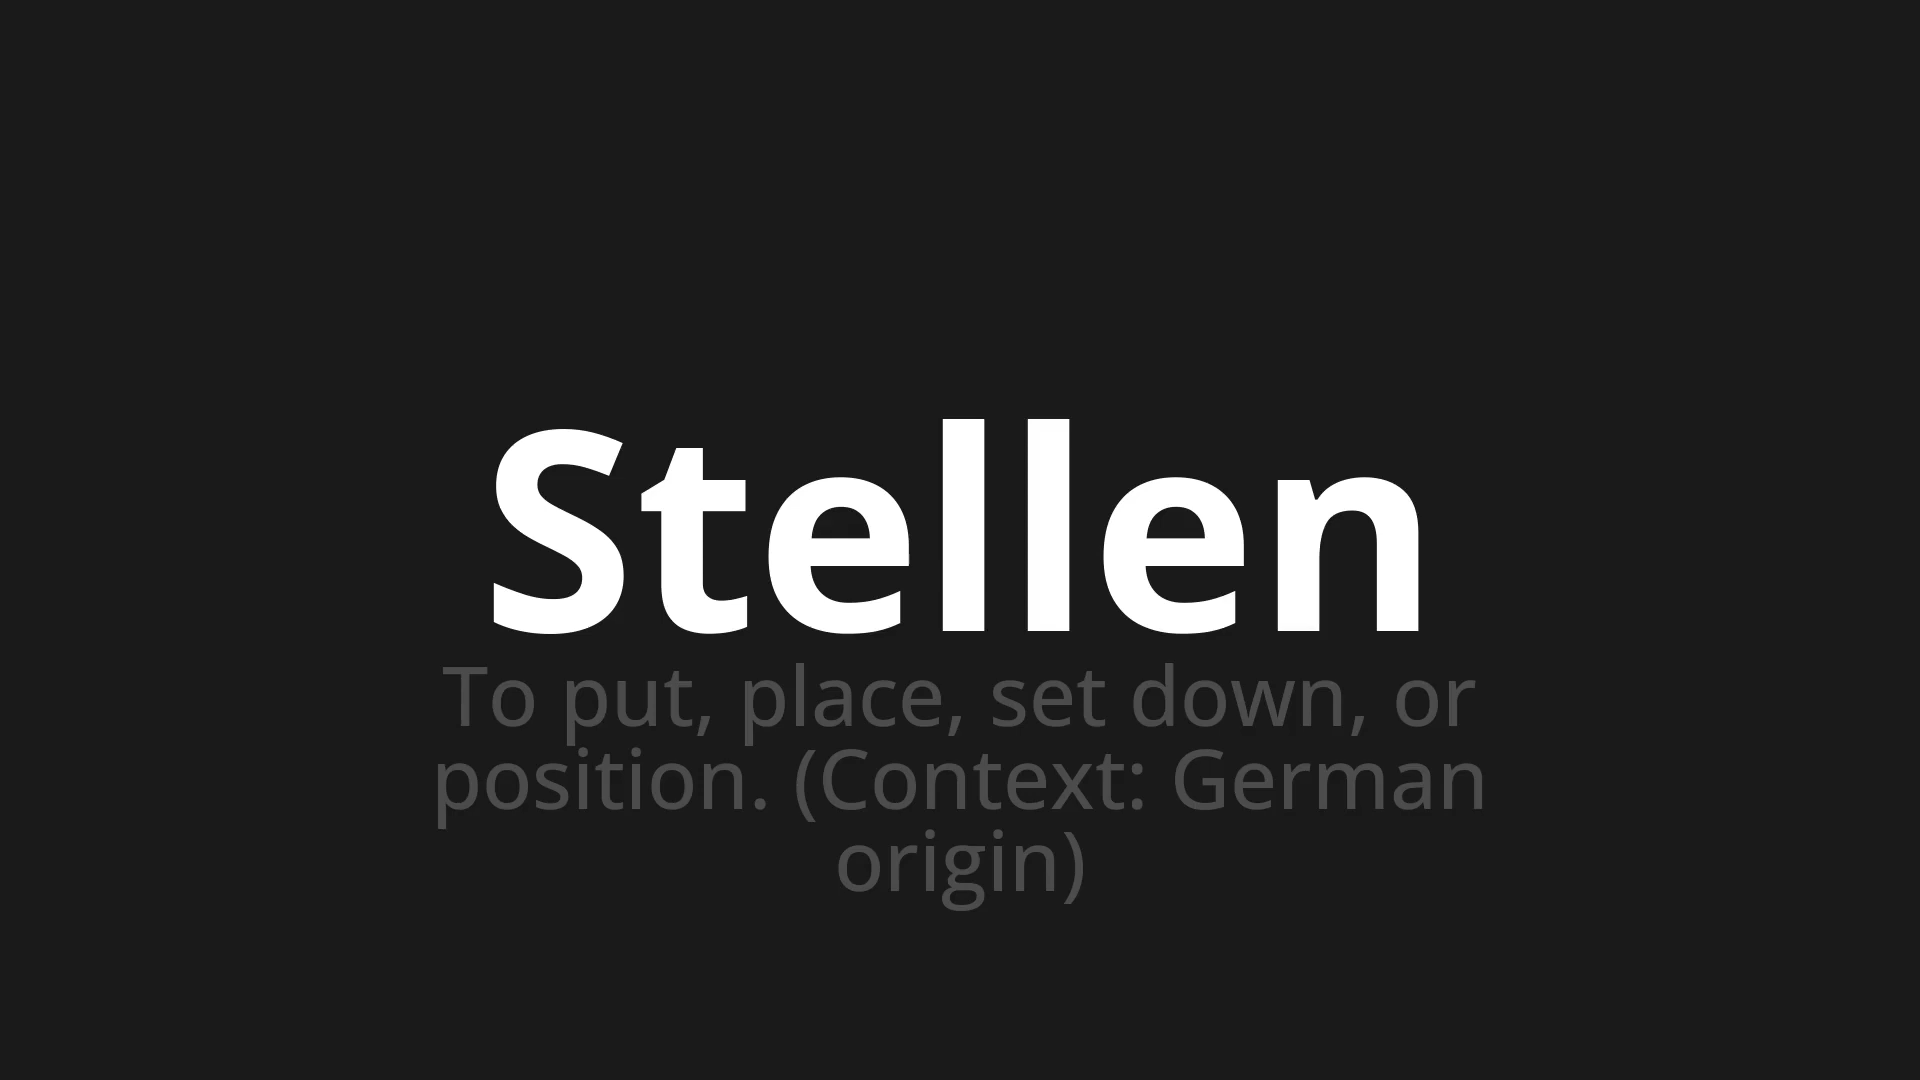 Stellen
To put, place, set down, or
position. (Context: German
origin)